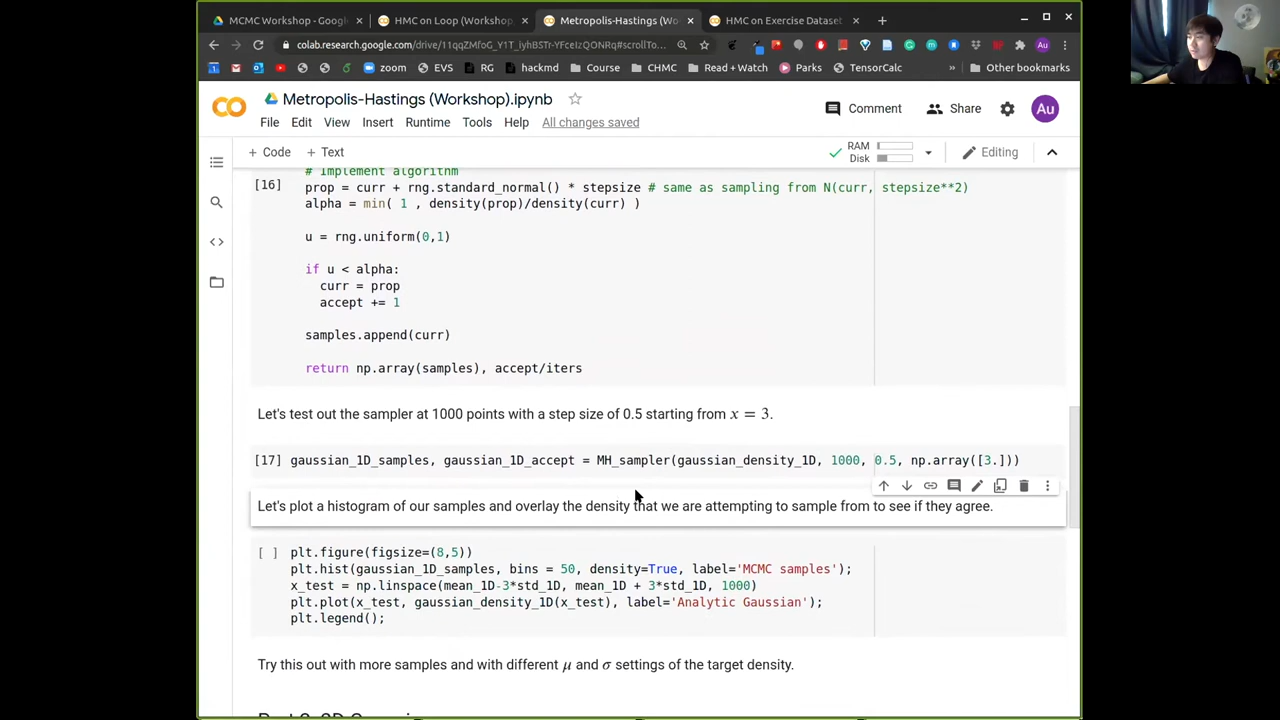 MCMC Workshop - Google
HMC on Loop (Workshop
Metropolis-Hastings (Wo
HMC on Exercise Dataset
colab.research.google.com/drive/
zoom
EVS
RG
hackmd
Course
CHMC
Read + Watch
Parks
TensorCalc
»
Other bookmarks
Metropolis-Hastings (Workshop).ipynb
Comment
Share
Au
File Edit View Insert Runtime Tools Help All changes saved
+ Code + Text
RAM
Disk
Editing
# Implement algorithm
[16] prop = curr + rng.standard_normal() * stepsize # same as sampling from N(curr, stepsize**2)
alpha = min( 1 , density(prop)/density(curr) )
u = rng.uniform(0,1)
if u < alpha:
curr = prop
accept += 1
samples.append(curr)
return np.array(samples), accept/iters
Let's test out the sampler at 1000 points with a step size of 0.5 starting from x = 3.
[17] gaussian_1D_samples, gaussian_1D_accept = MH_sampler(gaussian_density_1D, 1000, 0.5, np.array([3.]))
Let's plot a histogram of our samples and overlay the density that we are attempting to sample from to see if they agree.
[ ] plt.figure(figsize=(8,5))
plt.hist(gaussian_1D_samples, bins = 50, density=True, label='MCMC samples');
x_test = np.linspace(mean_1D-3*std_1D, mean_1D + 3*std_1D, 1000)
plt.plot(x_test, gaussian_density_1D(x_test), label='Analytic Gaussian');
plt.legend();
Try this out with more samples and with different μ and σ settings of the target density.